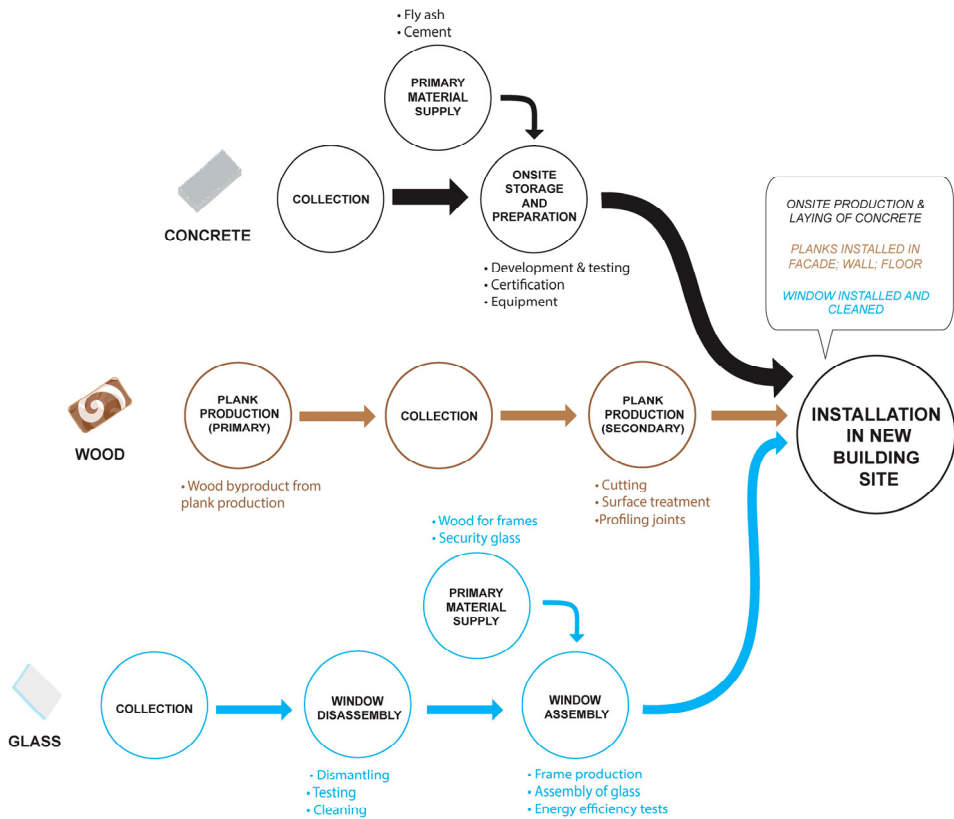 • Fly ash
• Cement
PRIMARY
MATERIAL
SUPPLY
CONCRETE
COLLECTION
ONSITE
STORAGE
AND
PREPARATION
• Development & testing
• Certification
- Equipment
ONSITE PRODUCTION &
LAYING OF CONCRETE
PLANKS INSTALLED IN
FACADE; WALL; FLOOR
WINDOW INSTALLED AND
CLEANED
WOOD
PLANK
PRODUCTION
(PRIMARY)
• Wood byproduct from
plank production
COLLECTION
PLANK
PRODUCTION
(SECONDARY)
• Cutting
• Surface treatment
•Profiling joints
INSTALLATION
IN NEW
BUILDING
SITE
• Wood for frames
• Security glass
PRIMARY
MATERIAL
SUPPLY
GLASS
COLLECTION
WINDOW
DISASSEMBLY
- Dismantling
• Testing
• Cleaning
WINDOW
ASSEMBLY
• Frame production
• Assembly of glass
• Energy efficiency tests